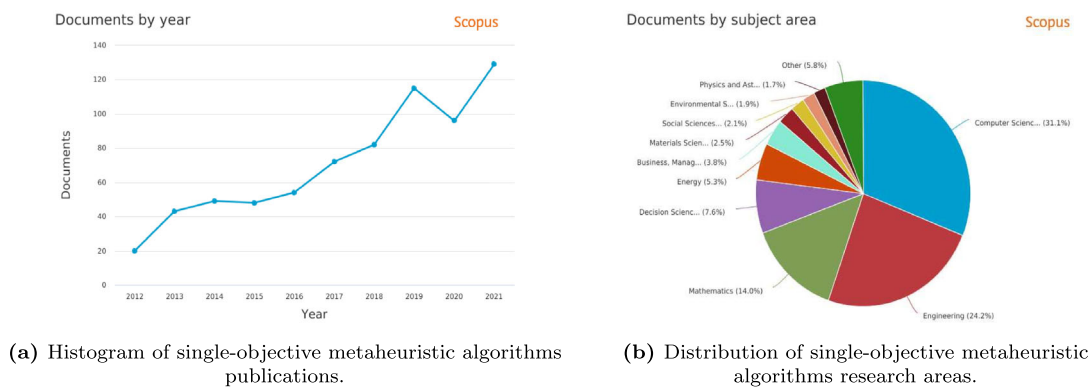 Documents by year
Scopus
140
120
100
80
60
40
20
0
Documents
2012 2013 2014 2015 2016 2017 2018 2019 2020 2021
Year
(a) Histogram of single-objective metaheuristic algorithms
publications.
Documents by subject area
Scopus
Other (5.8%)
Physics and Ast... (1.7%)
Environmental S... (1.9%)
Social Sciences... (2.1%)
Materials Scien... (2.5%)
Business, Manag... (3.8%)
Energy (5.3%)
Decision Scienc... (7.6%)
Mathematics (14.0%)
Computer Scienc... (31.1%)
Engineering (24.2%)
(b) Distribution of single-objective metaheuristic
algorithms research areas.